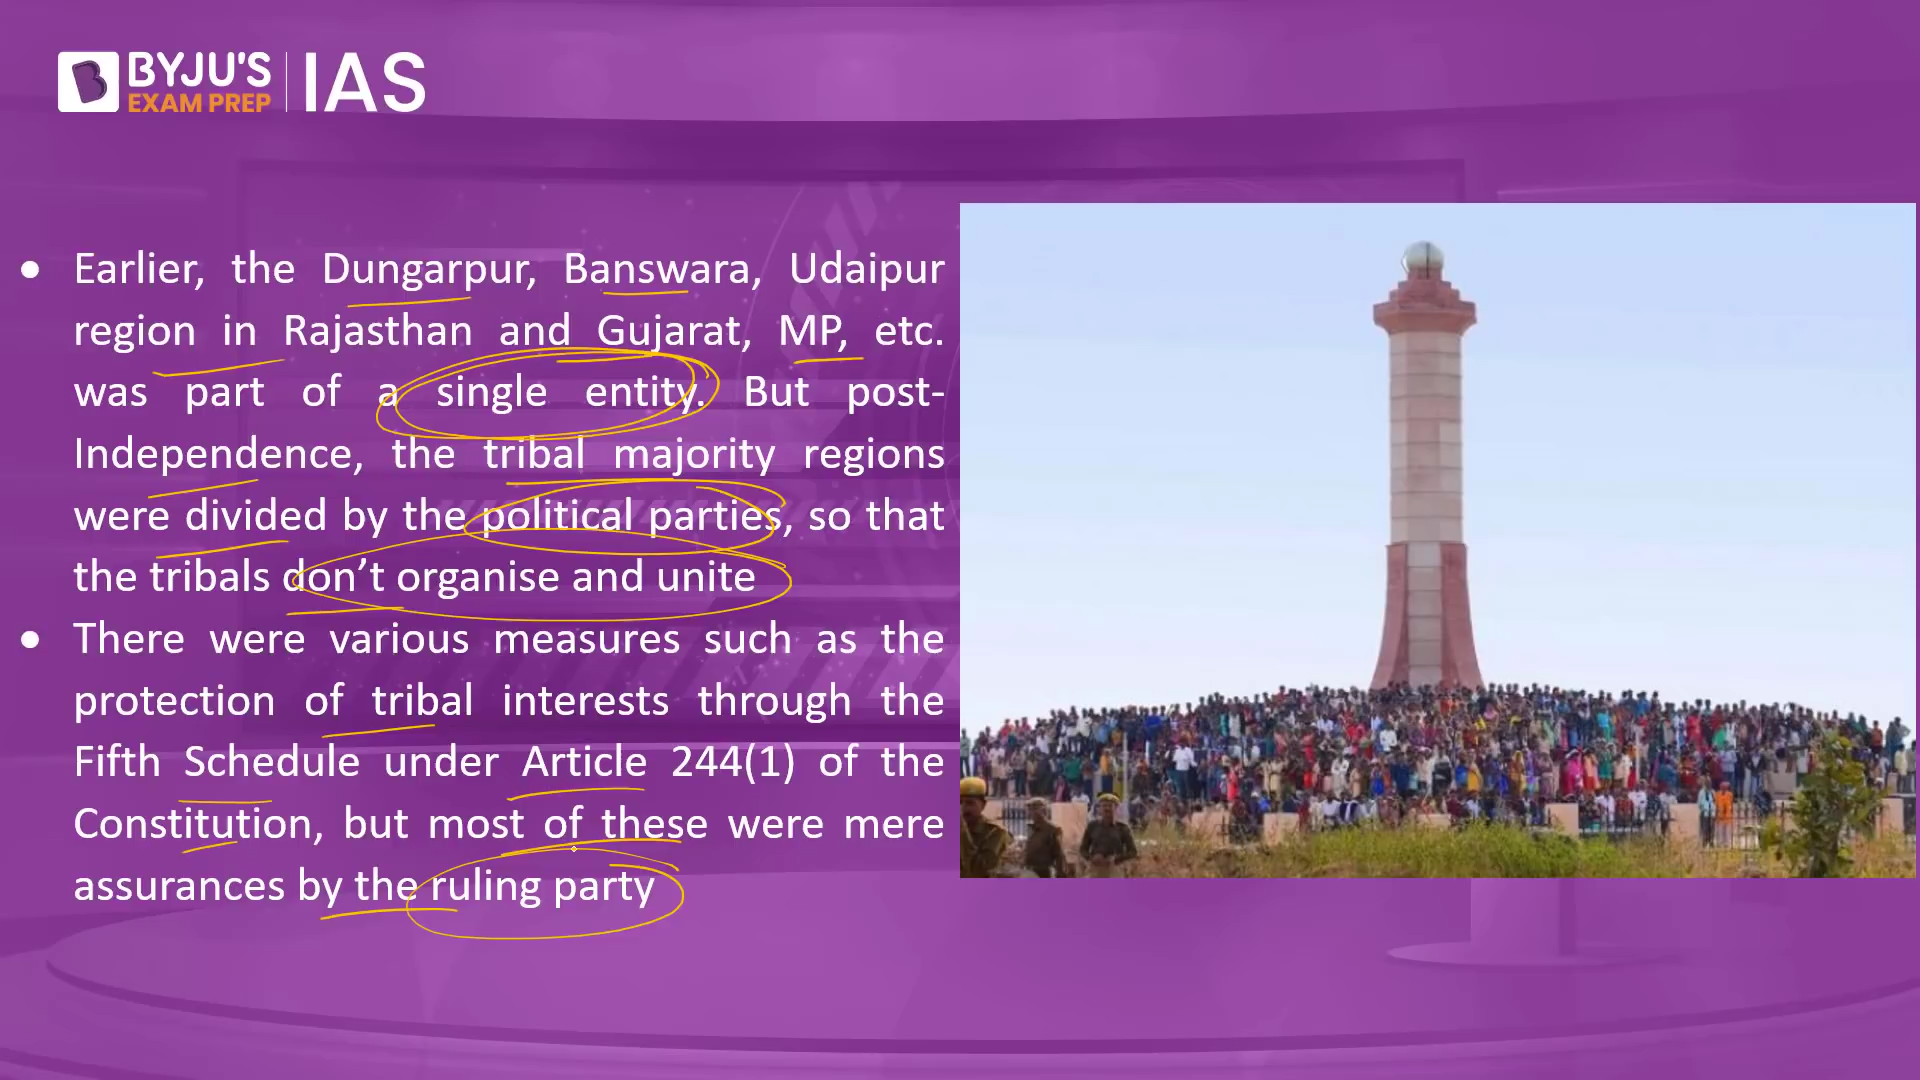 BYJU'S
EXAM PREP
IAS
• Earlier, the Dungarpur, Banswara, Udaipur
region in Rajasthan and Gujarat, MP, etc.
was part of a single entity. But post-
Independence, the tribal majority regions
were divided by the political parties, so that
the tribals don’t organise and unite
• There were various measures such as the
protection of tribal interests through the
Fifth Schedule under Article 244(1) of the
Constitution, but most of these were mere
assurances by the ruling party